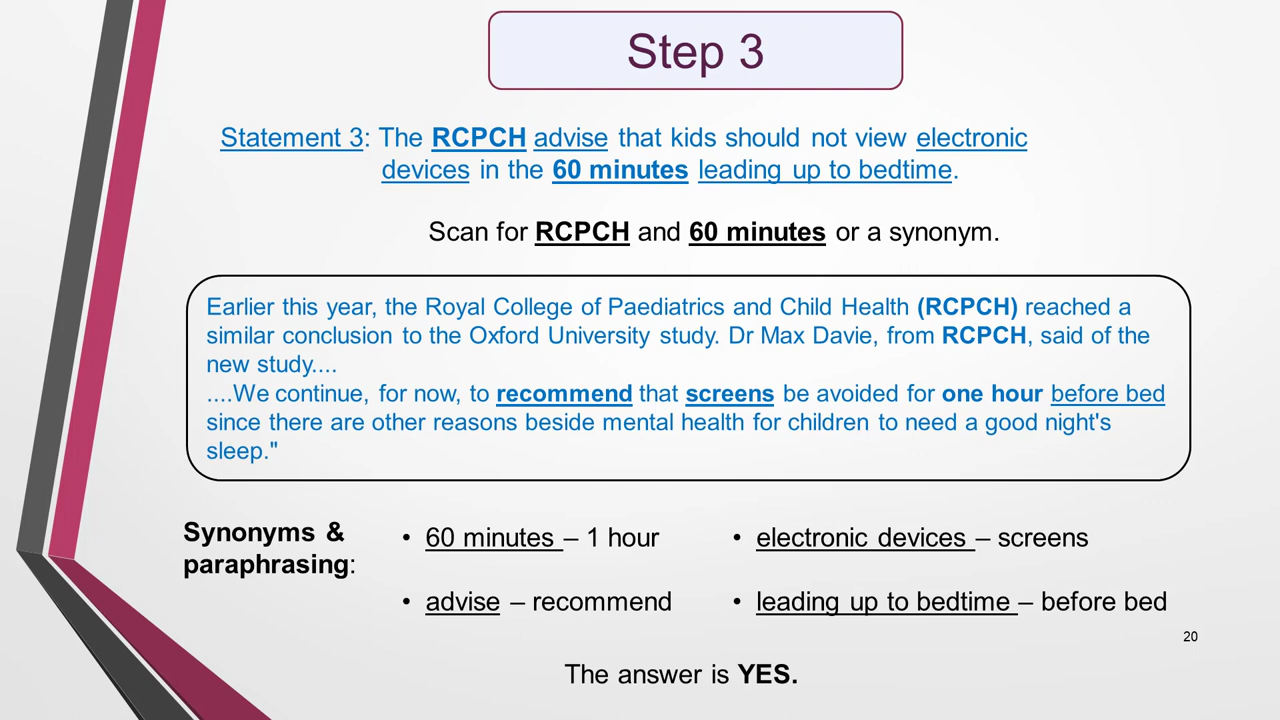 Step 3
Statement 3: The RCPCH advise that kids should not view electronic
devices in the 60 minutes leading up to bedtime.
Scan for RCPCH and 60 minutes or a synonym.
Earlier this year, the Royal College of Paediatrics and Child Health (RCPCH) reached a
similar conclusion to the Oxford University study. Dr Max Davie, from RCPCH, said of the
new study....
....We continue, for now, to recommend that screens be avoided for one hour before bed
since there are other reasons beside mental health for children to need a good night's
sleep."
Synonyms &
paraphrasing:
• 60 minutes – 1 hour
• electronic devices – screens
• advise – recommend
• leading up to bedtime – before bed
20
The answer is YES.